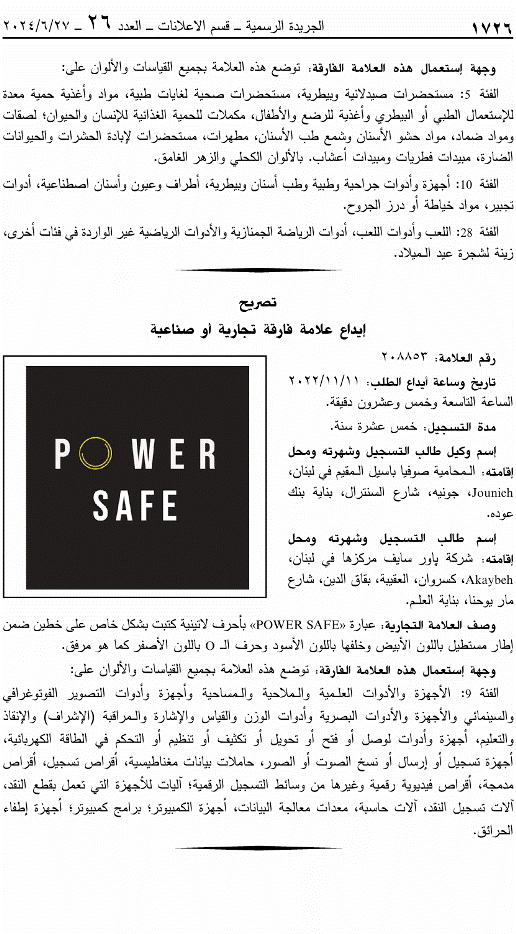 ١٧٢٦ الجريدة الرسمية ــ قسم الاعلانات ــ العدد ٢٦ ــ ٢٠٢٤/٦/٢٧
وجهة إستعمال هذه العلامة الفارقة: توضع هذه العلامة بجميع القياسات والألوان على:
الفئة 5: مستحضرات صيدلانية وبيطرية، مستحضرات صحية لغايات طبية، مواد وأغذية حمية معدة
للإستعمال الطبي أو البيطري وأغذية للرضع والأطفال، مكملات للحمية الغذائية للإنسان والحيوان؛ لصقات
ومواد ضماد، مواد حشو الأسنان وشمع طب الأسنان، مطهرات، مستحضرات لإبادة الحشرات والحيوانات
الضارة، مبيدات فطريات ومبيدات أعشاب. بالألوان الكحلي والزهر الغامق.
الفئة 10: أجهزة وأدوات جراحية وطبية وطب أسنان وبيطرية، أطراف وعيون وأسنان اصطناعية، أدوات
تجبير، مواد خياطة أو درز الجروح.
الفئة 28: اللعب وأدوات اللعب، أدوات الرياضة الجمنازية والأدوات الرياضية غير الواردة في فئات أخرى،
زينة لشجرة عيد الـميلاد.
تصريح
إيداع علامة فارقة تجارية أو صناعية
رقم العلامة: ٢٠٨٨٥٣
تاريخ وساعة أيداع الطلب: ٢٠٢٢/١١/١١
الساعة التاسعة وخمس وعشرون دقيقة.
مدة التسجيل: خمس عشرة سنة.
إسم وكيل طالب التسجيل وشهرته ومحل
إقامته: الـمحامية صوفيا باسيل الـمقيم في لبنان،
Jounieh، جونيه، شارع السنترال، بناية بنك
عوده.
إسم طالب التسجيل وشهرته ومحل
إقامته: شركة پاور سايف مركزها في لبنان،
Akaybeh، كسروان، العقيبة، بقاق الدين، شارع
مار يوحنا، بناية العلـم.
POWER
SAFE
وصف العلامة التجارية: عبارة «POWER SAFE» بأحرف لاتينية كتبت بشكل خاص على خطين ضمن
إطار مستطيل باللون الأبيض وخلفها باللون الأسود وحرف الـ O باللون الأصفر كما هو مرفق.
وجهة إستعمال هذه العلامة الفارقة: توضع هذه العلامة بجميع القياسات والألوان على:
الفئة 9: الأجهزة والأدوات العلـمية والـملاحية والـمساحية وأجهزة وأدوات التصوير الفوتوغرافي
والسينمائي والأجهزة والأدوات البصرية وأدوات الوزن والقياس والإشارة والـمراقبة (الإشراف) والإنقاذ
والتعليم، أجهزة وأدوات لوصل أو فتح أو تحويل أو تكثيف أو تنظيم أو التحكم في الطاقة الكهربائية،
أجهزة تسجيل أو إرسال أو نسخ الصوت أو الصور، حاملات بيانات مغناطيسية، أقراص تسجيل، أقراص
مدمجة، أقراص فيديوية رقمية وغيرها من وسائط التسجيل الرقمية؛ آليات للأجهزة التي تعمل بقطع النقد،
آلات تسجيل النقد، آلات حاسبة، معدات معالجة البيانات، أجهزة الكمبيوتر؛ برامج كمبيوتر؛ أجهزة إطفاء
الحرائق.